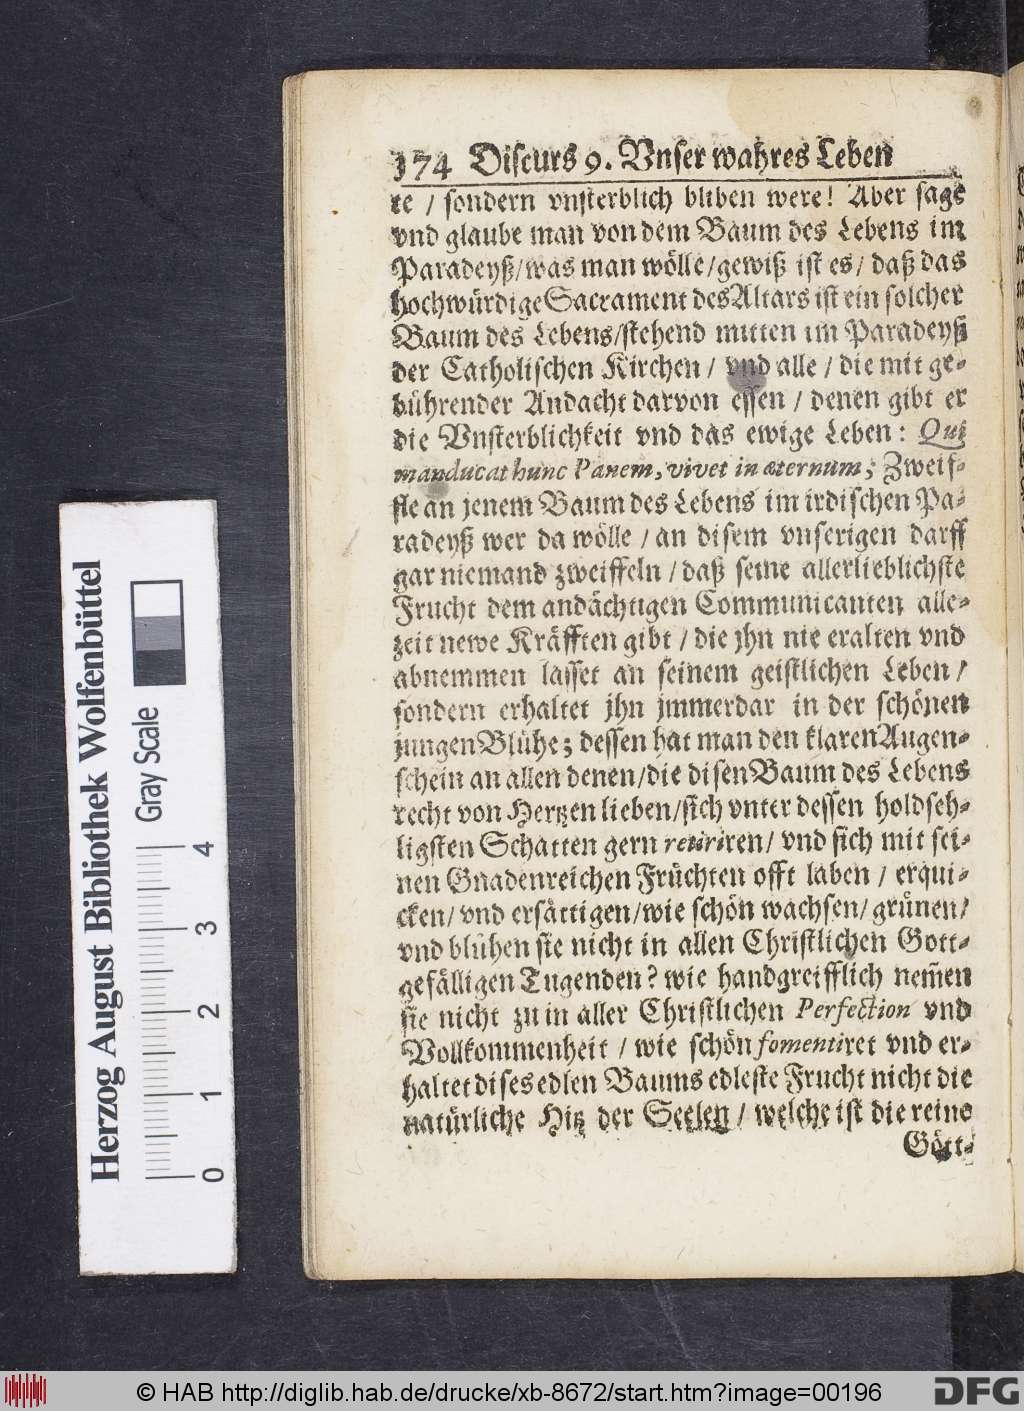 174 Discurs 9. Vnser wahres Leben
te / sondern vnsterblich bliben were! Aber sage
vnd glaube man von dem Baum des Lebens im
Paradeyß / was man wölle / gewiß ist es / daß das
hochwürdige Sacrament des Altars ist ein solcher
Baum des Lebens / stehend mitten im Paradeyß
der Catholischen Kirchen / vnd alle / die mit ge-
bührender Andacht darvon essen / denen gibt er
die Vnsterblichkeit vnd das ewige Leben: Qui
manducat hunc Panem, vivet in æternum; Zweif-
fle an jenem Baum des Lebens im irdischen Pa-
radeyß wer da wölle / an disem vnserigen darff
gar niemand zweiffeln / daß seine allerlieblichste
Frucht dem andächtigen Communicanten alle-
zeit newe Kräfften gibt / die jhn nie eralten vnd
abnemmen lasset an seinem geistlichen Leben /
sondern erhaltet jhn jmmerdar in der schönen
jungen Blühe; dessen hat man den klaren Augen-
schein an allen denen / die disen Baum des Lebens
recht von Hertzen lieben / sich vnter dessen holdseh-
ligsten Schatten gern retiriren / vnd sich mit sei-
nen Gnadenreichen Früchten offt laben / erqui-
cken / vnd ersättigen / wie schön wachsen / grünen /
vnd blühen sie nicht in allen Christlichen Gott-
gefälligen Tugenden? wie handgreifflich nem̃en
sie nicht zu in aller Christlichen Perfection vnd
Vollkommenheit / wie schön fomentiret vnd er-
haltet dises edlen Baums edleste Frucht nicht die
natürliche Hitz der Seelen / welche ist die reine
Gött-
Herzog August Bibliothek Wolfenbüttel
Gray Scale
0 1 2 3 4
© HAB http://diglib.hab.de/drucke/xb-8672/start.htm?image=00196
DFG